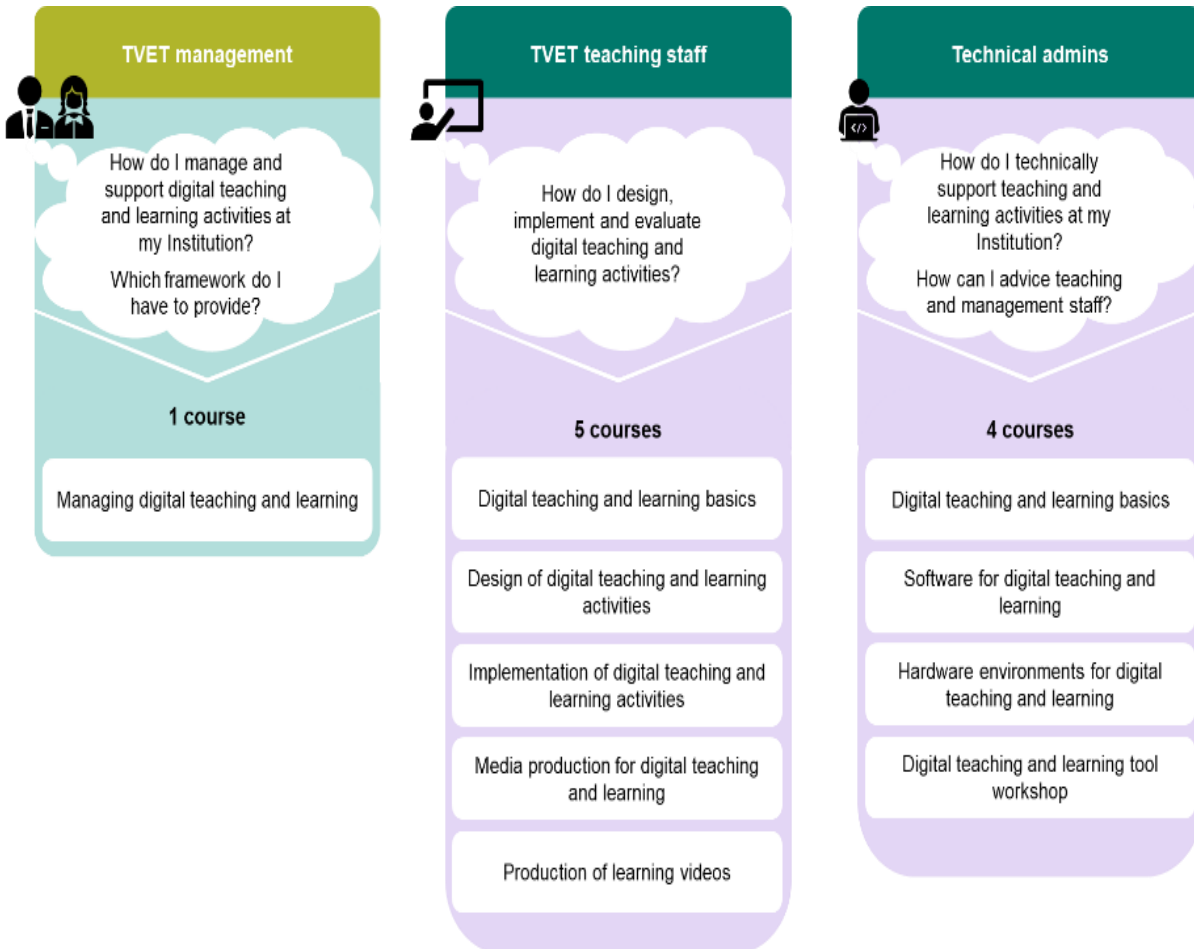 TVET management
How do I manage and
support digital teaching
and learning activities at
my Institution?
Which framework do I
have to provide?
1 course
Managing digital teaching and learning
TVET teaching staff
How do I design,
implement and evaluate
digital teaching and
learning activities?
5 courses
Digital teaching and learning basics
Design of digital teaching and learning
activities
Implementation of digital teaching and
learning activities
Media production for digital teaching
and learning
Production of learning videos
Technical admins
</>
How do I technically
support teaching and
learning activities at my
Institution?
How can I advice teaching
and management staff?
4 courses
Digital teaching and learning basics
Software for digital teaching and
learning
Hardware environments for digital
teaching and learning
Digital teaching and learning tool
workshop